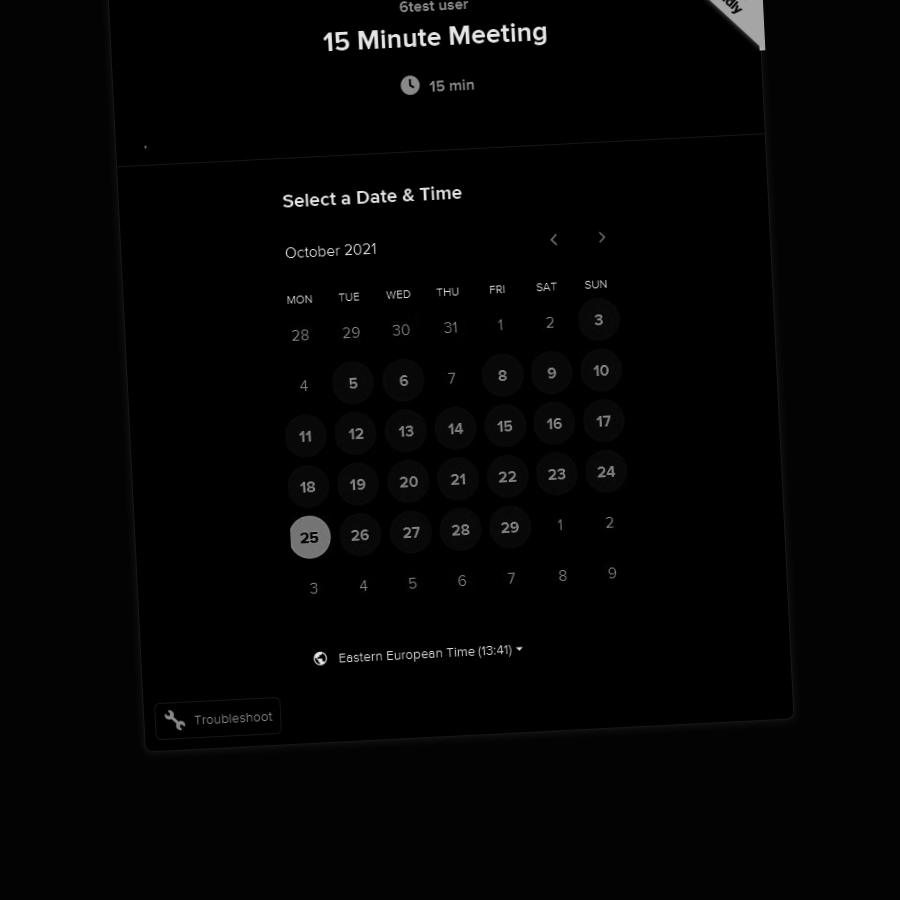 6test user
15 Minute Meeting
15 min
Select a Date & Time
October 2021
MON TUE WED THU FRI SAT SUN
28 29 30 31 1 2 3
4 5 6 7 8 9 10
11 12 13 14 15 16 17
18 19 20 21 22 23 24
25 26 27 28 29 1 2
3 4 5 6 7 8 9
Eastern European Time (13:41)
Troubleshoot